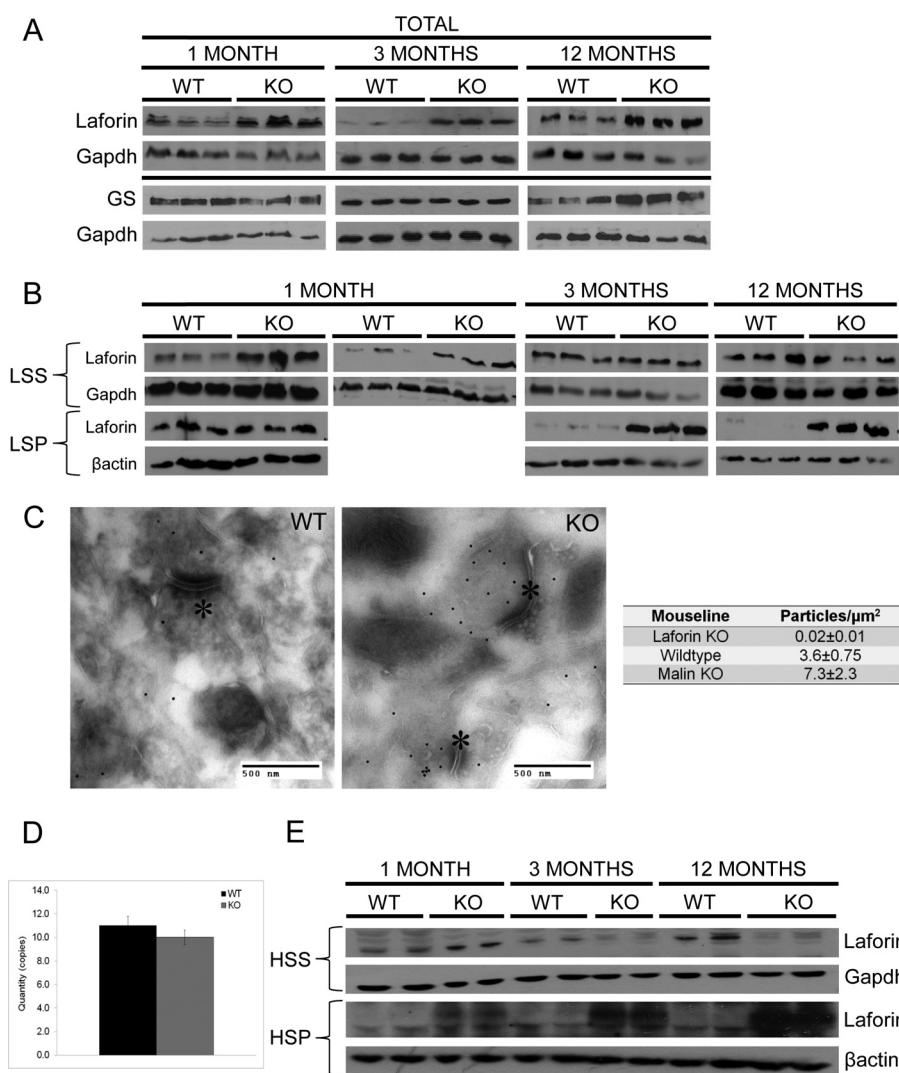 A
TOTAL
1 MONTH 3 MONTHS 12 MONTHS
WT KO WT KO WT KO
Laforin
Gapdh
GS
Gapdh
B
1 MONTH 3 MONTHS 12 MONTHS
WT KO WT KO WT KO WT KO
LSS
Laforin
Gapdh
LSP
Laforin
βactin
C
WT
*
500 nm
KO
*
*
500 nm
Mouseline Particles/µm²
Laforin KO 0.02±0.01
Wildtype 3.6±0.75
Malin KO 7.3±2.3
D
Quantity (copies)
14.0
12.0
10.0
8.0
6.0
4.0
2.0
0.0
WT
KO
E
1 MONTH 3 MONTHS 12 MONTHS
WT KO WT KO WT KO
HSS
Laforin
Gapdh
HSP
Laforin
βactin